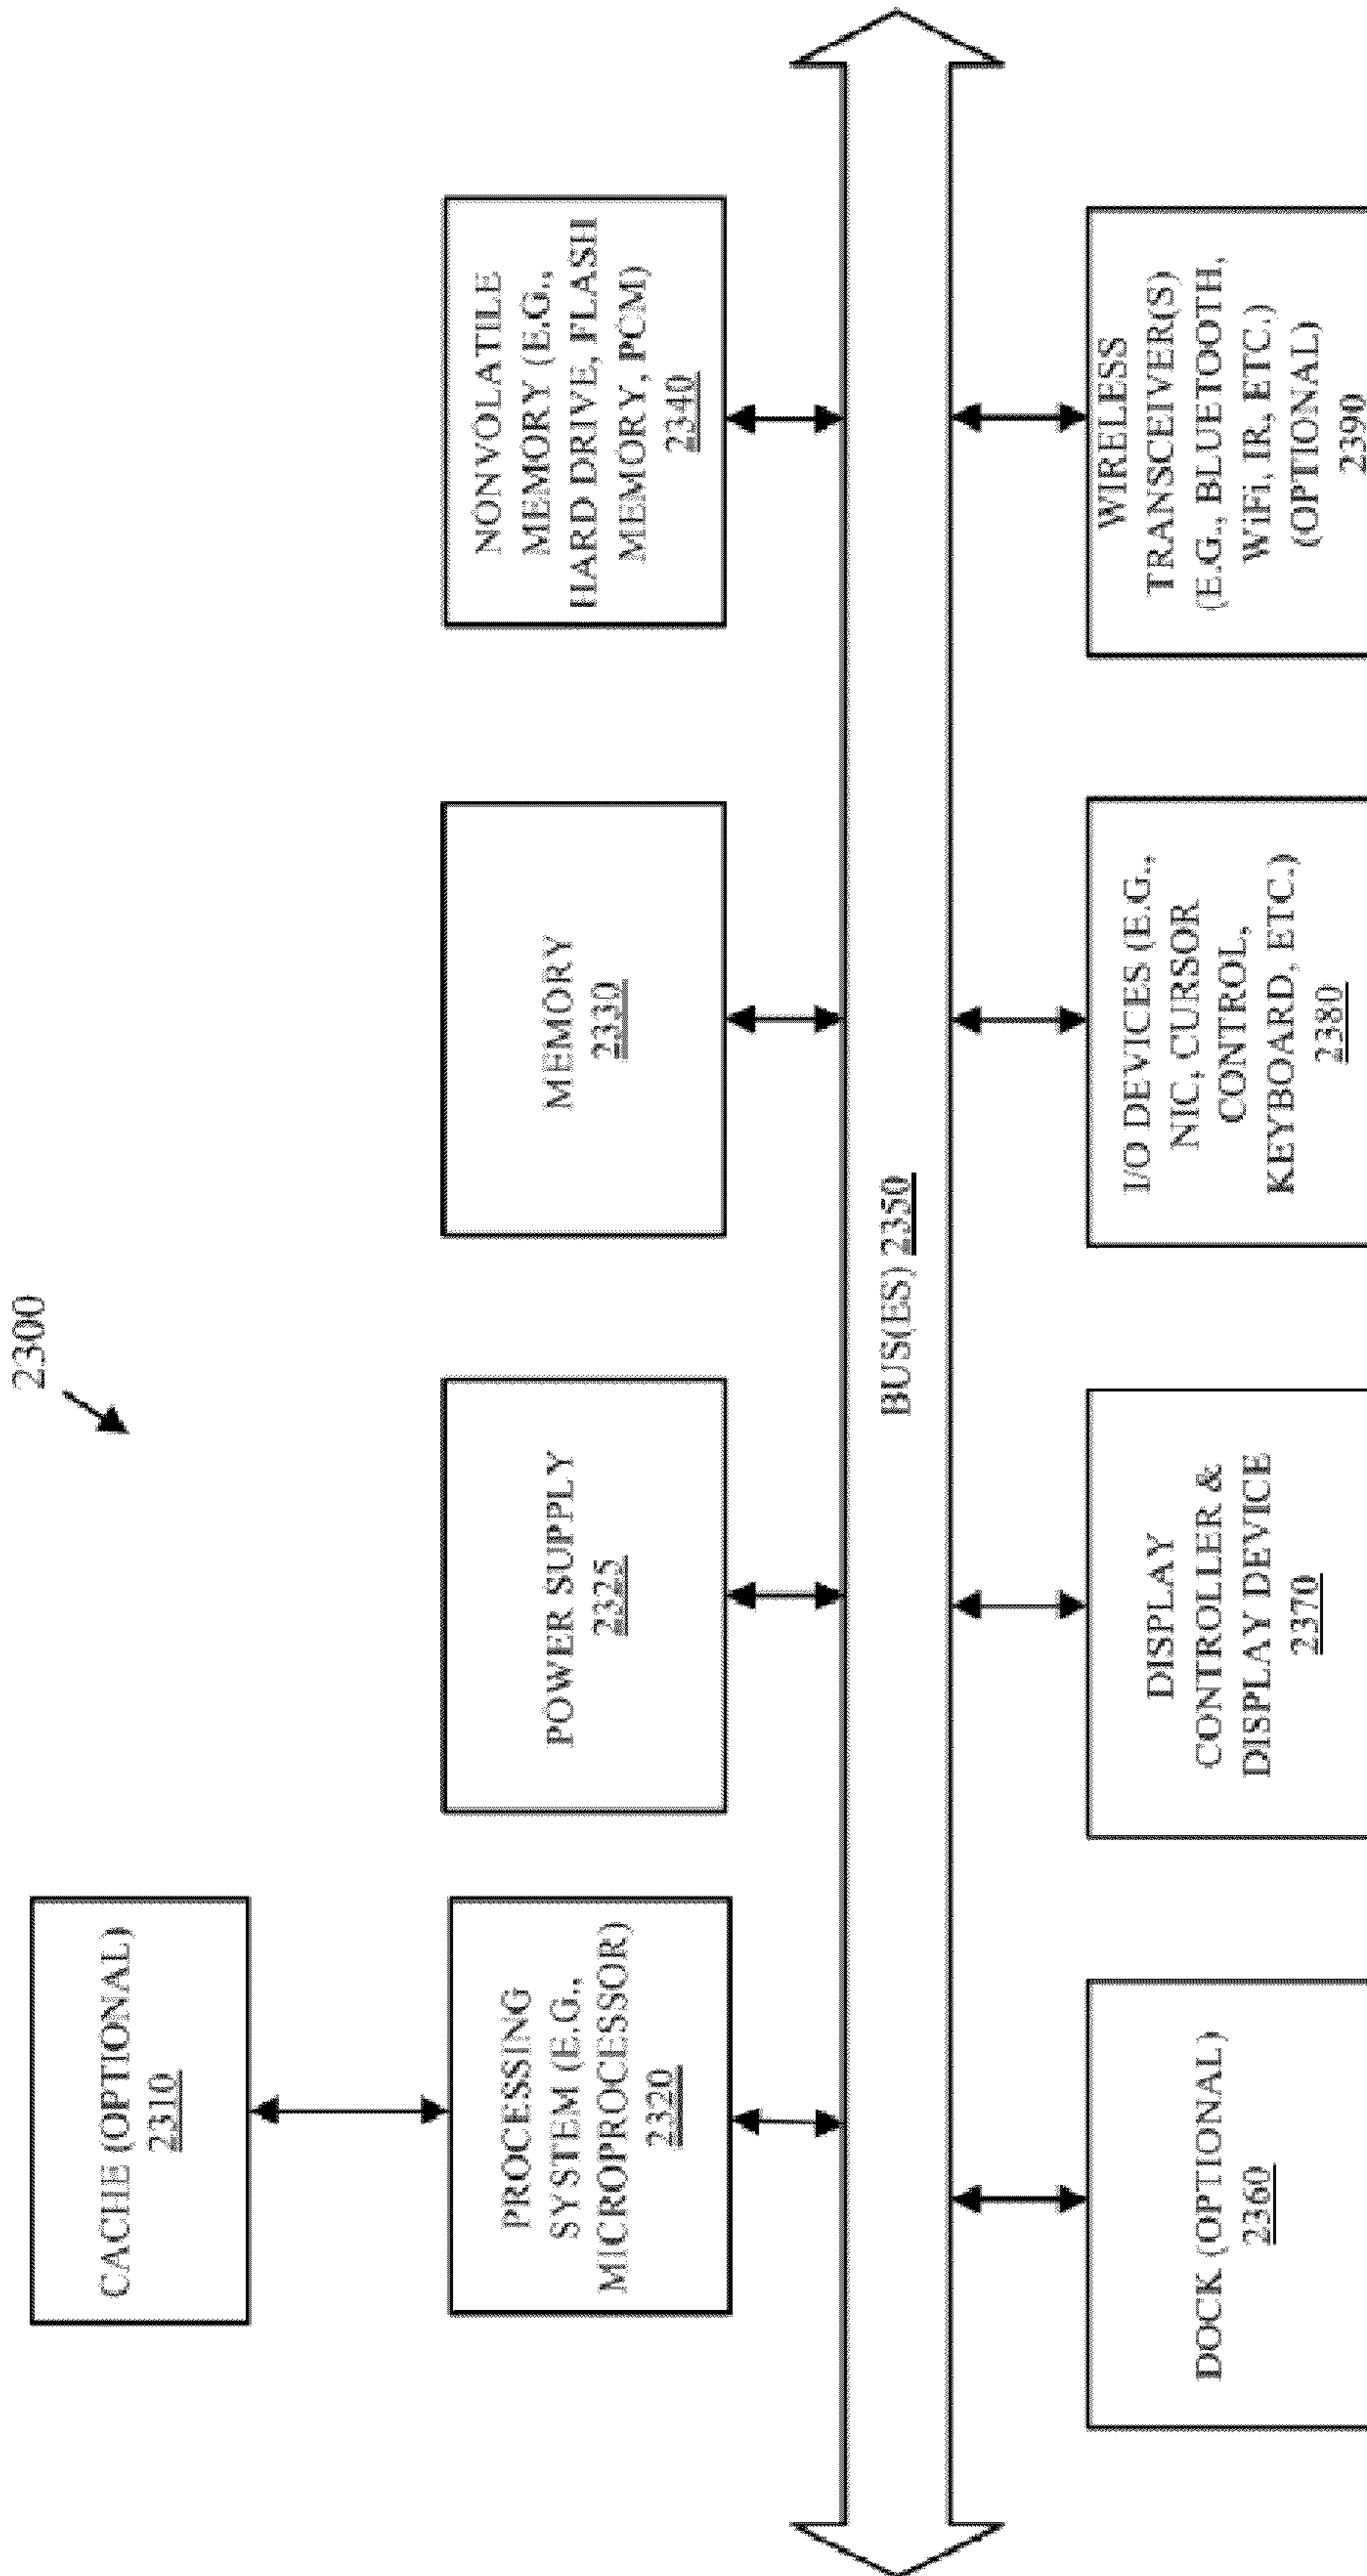 2300
CACHE (OPTIONAL)
2310
PROCESSING
SYSTEM (E.G.,
MICROPROCESSOR)
2320
POWER SUPPLY
2325
MEMORY
2330
NONVOLATILE
MEMORY (E.G.,
HARD DRIVE, FLASH
MEMORY, PCM)
2340
BUS(ES) 2350
DOCK (OPTIONAL)
2360
DISPLAY
CONTROLLER &
DISPLAY DEVICE
2370
I/O DEVICES (E.G.,
NIC, CURSOR
CONTROL,
KEYBOARD, ETC.)
2380
WIRELESS
TRANSCEIVER(S)
(E.G., BLUETOOTH,
WiFi, IR, ETC.)
(OPTIONAL)
2390